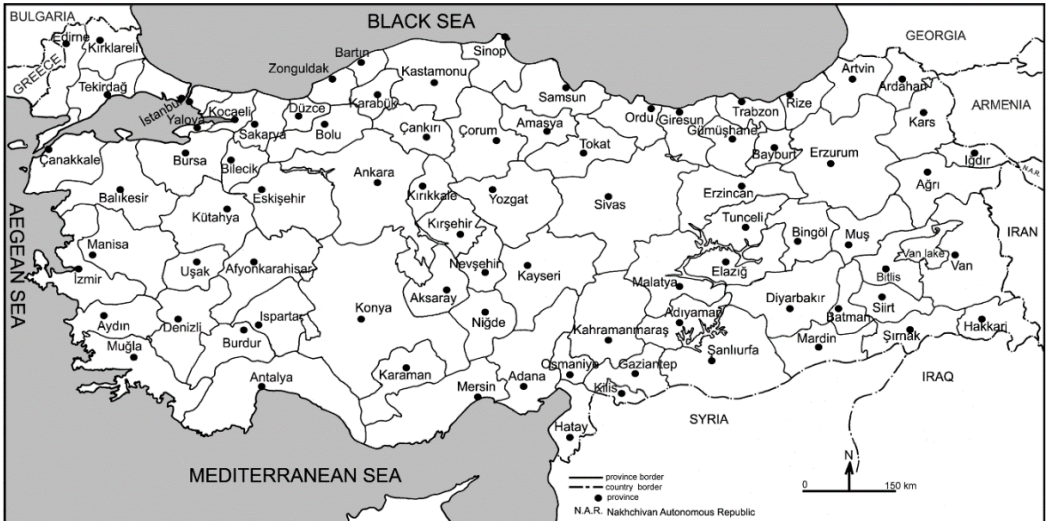 BULGARIA
BLACK SEA
GEORGIA
Edirne
Kırklareli
GREECE
Tekirdağ
İstanbul
Yalova
Kocaeli
Sakarya
Düzce
Bolu
Zonguldak
Bartın
Karabük
Kastamonu
Sinop
Çankırı
Çorum
Samsun
Amasya
Tokat
Ordu
Giresun
Trabzon
Gümüşhane
Rize
Bayburt
Artvin
Ardahan
ARMENIA
Kars
Erzurum
Iğdır
N.A.R.
Ağrı
Çanakkale
Bursa
Bilecik
Balıkesir
Kütahya
Eskişehir
Ankara
Kırıkkale
Kırşehir
Yozgat
Sivas
Erzincan
Tunceli
Bingöl
Muş
Elazığ
Van lake
Van
Bitlis
IRAN
AEGEAN SEA
Manisa
İzmir
Uşak
Afyonkarahisar
Nevşehir
Kayseri
Aksaray
Niğde
Konya
Malatya
Adıyaman
Diyarbakır
Batman
Siirt
Mardin
Şırnak
Hakkari
Aydın
Denizli
Muğla
Burdur
Isparta
Antalya
Karaman
Mersin
Adana
Kahramanmaraş
Osmaniye
Gaziantep
Kilis
Şanlıurfa
Hatay
SYRIA
IRAQ
MEDITERRANEAN SEA
province border
country border
province
N.A.R. Nakhchivan Autonomous Republic
N
0 150 km